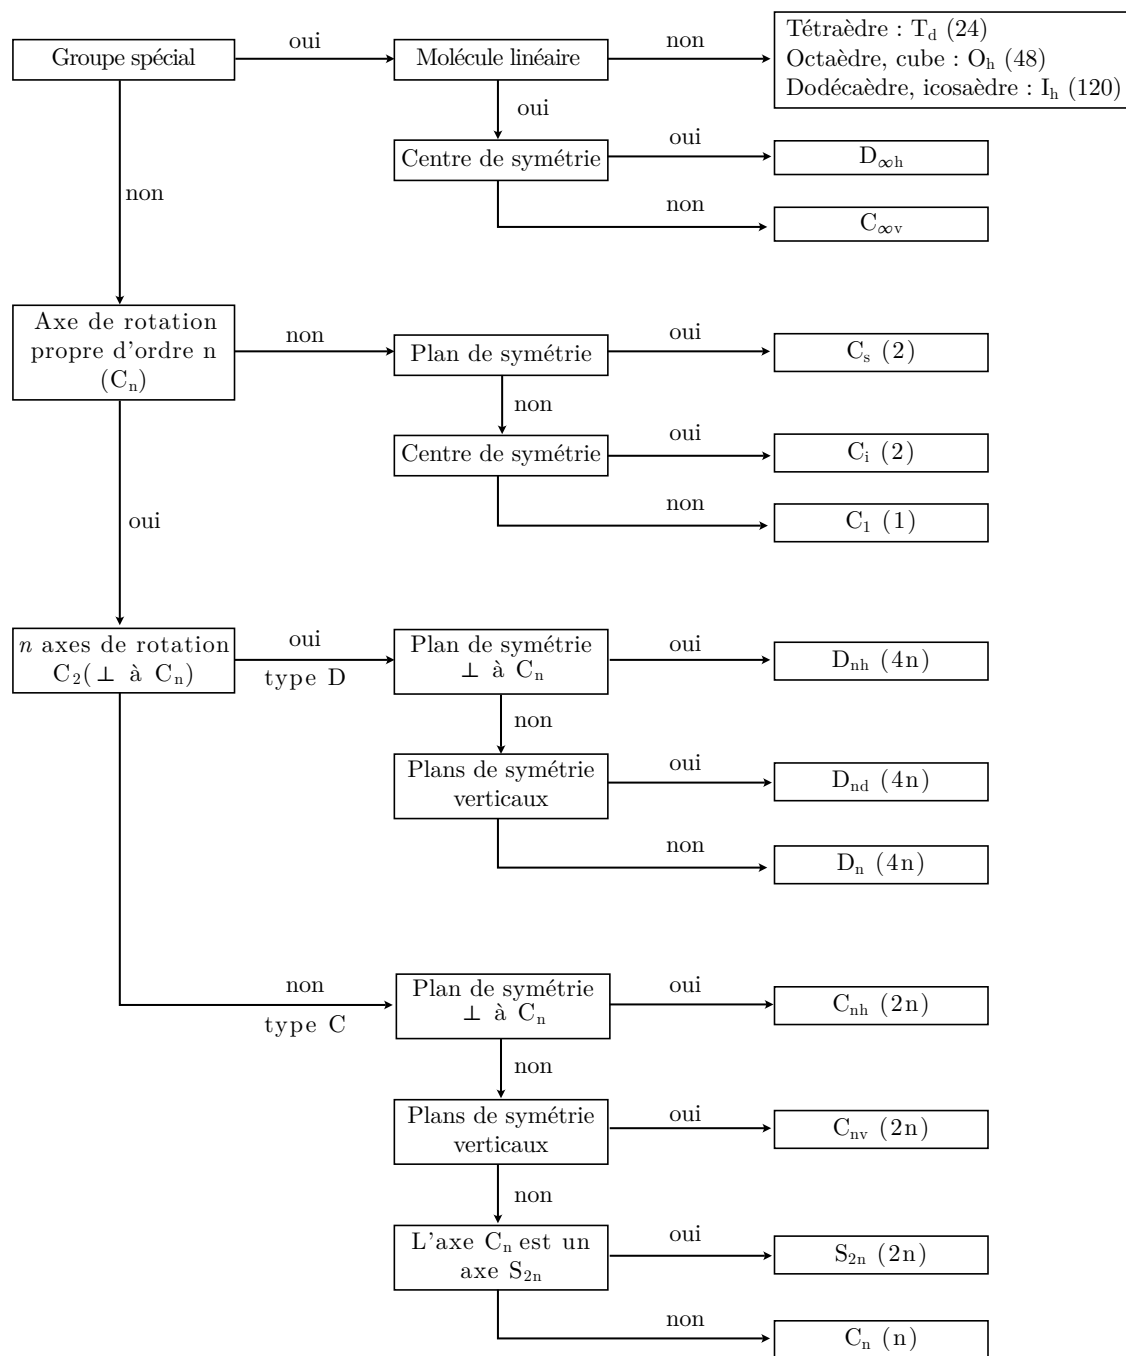 Groupe spécial
oui
Molécule linéaire
non
Tétraèdre : T_d (24)
Octaèdre, cube : O_h (48)
Dodécaèdre, icosaèdre : I_h (120)
oui
Centre de symétrie
oui
D_∞h
non
non
C_∞v
Axe de rotation
propre d'ordre n
(C_n)
non
Plan de symétrie
oui
C_s (2)
non
Centre de symétrie
oui
C_i (2)
non
C_1 (1)
oui
n axes de rotation
C_2(⊥ à C_n)
oui
type D
Plan de symétrie
⊥ à C_n
oui
D_nh (4n)
non
Plans de symétrie
verticaux
oui
D_nd (4n)
non
D_n (4n)
non
type C
Plan de symétrie
⊥ à C_n
oui
C_nh (2n)
non
Plans de symétrie
verticaux
oui
C_nv (2n)
non
L'axe C_n est un
axe S_2n
oui
S_2n (2n)
non
C_n (n)